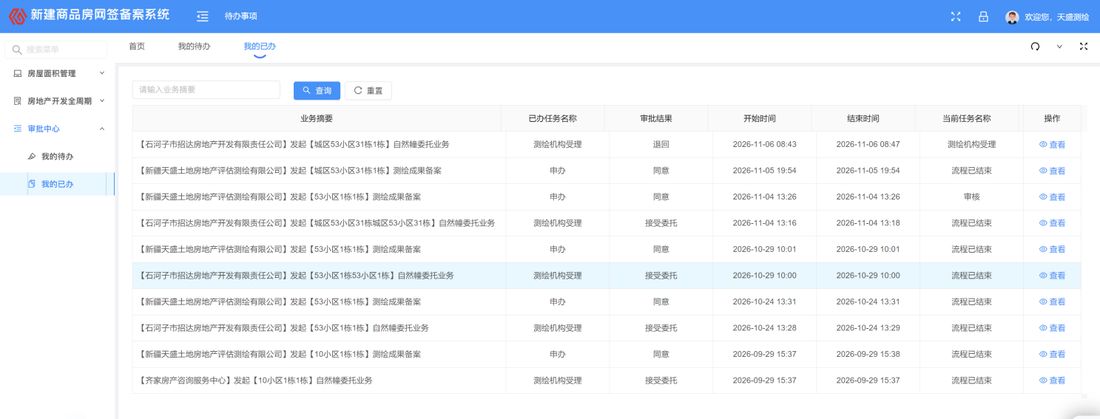 新建商品房网签备案系统 待办事项 欢迎您，天盛测绘
搜索菜单
房屋面积管理
房地产开发全周期
审批中心
我的待办
我的已办
首页 我的待办 我的已办
请输入业务摘要 查询 重置
业务摘要 已办任务名称 审批结果 开始时间 结束时间 当前任务名称 操作
【石河子市招达房地产开发有限责任公司】发起【城区53小区31栋1栋】自然幢委托业务 测绘机构受理 退回 2026-11-06 08:43 2026-11-06 08:47 测绘机构受理 查看
【新疆天盛土地房地产评估测绘有限公司】发起【城区53小区31栋1栋】测绘成果备案 申办 同意 2026-11-05 19:54 2026-11-05 19:54 流程已结束 查看
【新疆天盛土地房地产评估测绘有限公司】发起【53小区1栋1栋】测绘成果备案 申办 同意 2026-11-04 13:26 2026-11-04 13:26 审核 查看
【石河子市招达房地产开发有限责任公司】发起【城区53小区31栋城区53小区31栋】自然幢委托业务 测绘机构受理 接受委托 2026-11-04 13:16 2026-11-04 13:18 流程已结束 查看
【新疆天盛土地房地产评估测绘有限公司】发起【53小区1栋1栋】测绘成果备案 申办 同意 2026-10-29 10:01 2026-10-29 10:01 流程已结束 查看
【石河子市招达房地产开发有限责任公司】发起【53小区1栋53小区1栋】自然幢委托业务 测绘机构受理 接受委托 2026-10-29 10:00 2026-10-29 10:00 流程已结束 查看
【新疆天盛土地房地产评估测绘有限公司】发起【53小区1栋1栋】测绘成果备案 申办 同意 2026-10-24 13:31 2026-10-24 13:31 流程已结束 查看
【石河子市招达房地产开发有限责任公司】发起【53小区1栋1栋】自然幢委托业务 测绘机构受理 接受委托 2026-10-24 13:28 2026-10-24 13:29 流程已结束 查看
【新疆天盛土地房地产评估测绘有限公司】发起【10小区1栋1栋】测绘成果备案 申办 同意 2026-09-29 15:37 2026-09-29 15:38 流程已结束 查看
【齐家房产咨询服务中心】发起【10小区1栋1栋】自然幢委托业务 测绘机构受理 接受委托 2026-09-29 15:37 2026-09-29 15:37 流程已结束 查看